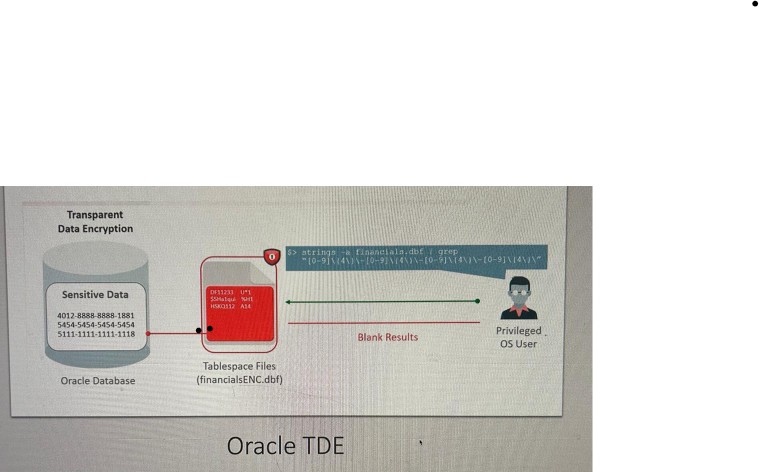 Transparent
Data Encryption
Sensitive Data
4012-8888-8888-1881
5454-5454-5454-5454
5111-1111-1111-1118
Oracle Database
DF11233 U*1
$SHa1qui %H1
HSKQ112 A14
Tablespace Files
(financialsENC.dbf)
$> strings -a financials.dbf | grep
"[0-9]\{4\}\-[0-9]\{4\}\-[0-9]\{4\}\-[0-9]\{4\}"
Blank Results
Privileged
OS User
Oracle TDE